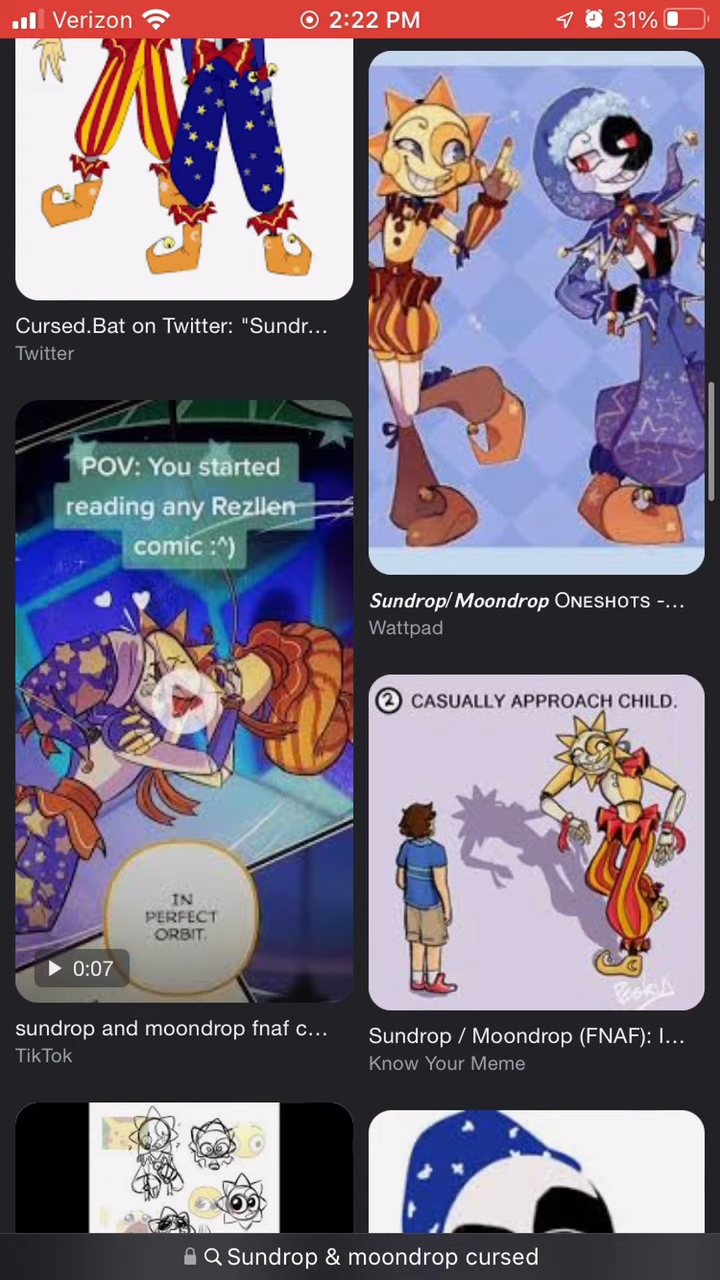 Verizon
2:22 PM
31%
Cursed.Bat on Twitter: "Sundr...
Twitter
Sundrop/Moondrop ONESHOTS -...
Wattpad
POV: You started
reading any Rezllen
comic :^)
IN
PERFECT
ORBIT.
0:07
sundrop and moondrop fnaf c...
TikTok
2 CASUALLY APPROACH CHILD.
Sundrop / Moondrop (FNAF): I...
Know Your Meme
Sundrop & moondrop cursed